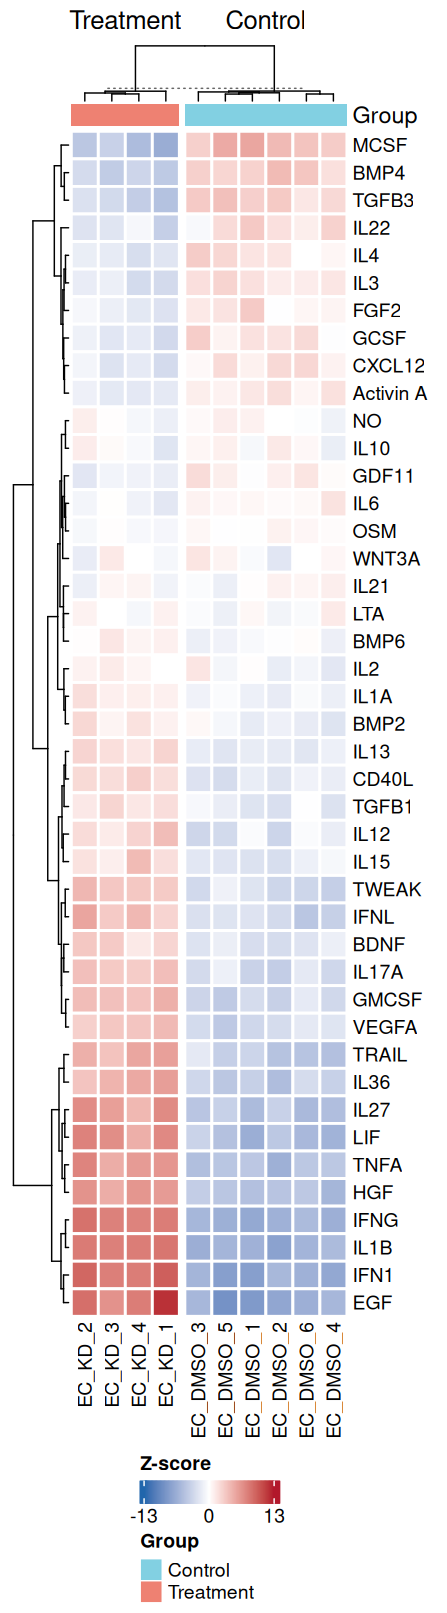 Treatment Control
Group
MCSF
BMP4
TGFB3
IL22
IL4
IL3
FGF2
GCSF
CXCL12
Activin A
NO
IL10
GDF11
IL6
OSM
WNT3A
IL21
LTA
BMP6
IL2
IL1A
BMP2
IL13
CD40L
TGFB1
IL12
IL15
TWEAK
IFNL
BDNF
IL17A
GMCSF
VEGFA
TRAIL
IL36
IL27
LIF
TNFA
HGF
IFNG
IL1B
IFN1
EGF
EC_KD_2
EC_KD_3
EC_KD_4
EC_KD_1
EC_DMSO_3
EC_DMSO_5
EC_DMSO_1
EC_DMSO_2
EC_DMSO_6
EC_DMSO_4
Z-score
-13 0 13
Group
Control
Treatment